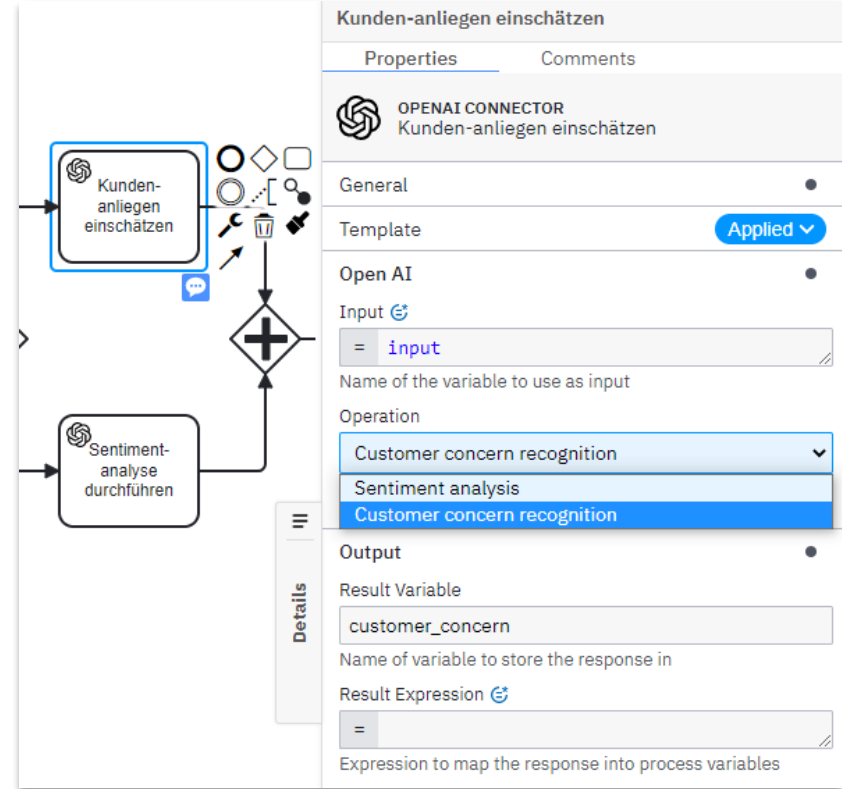 Kunden-
anliegen
einschätzen
Sentiment-
analyse
durchführen
Details
Kunden-anliegen einschätzen
Properties
Comments
OPENAI CONNECTOR
Kunden-anliegen einschätzen
General
Template
Applied
Open AI
Input
= input
Name of the variable to use as input
Operation
Customer concern recognition
Sentiment analysis
Customer concern recognition
Output
Result Variable
customer_concern
Name of variable to store the response in
Result Expression
=
Expression to map the response into process variables